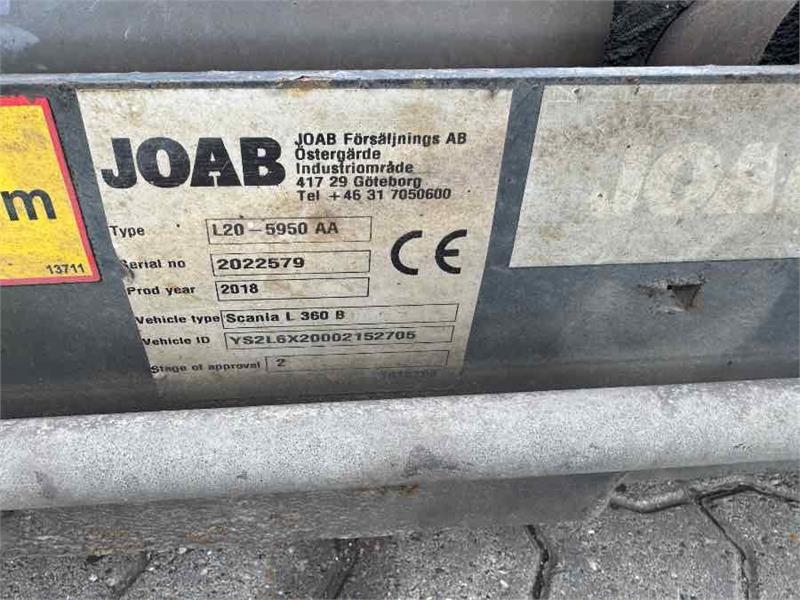 m
13711
JOAB
JOAB Försäljnings AB
Östergärde
Industriområde
417 29 Göteborg
Tel +46 31 7050600
Type L20-5950 AA
Serial no 2022579
CE
Prod year 2018
Vehicle type Scania L 360 B
Vehicle ID YS2L6X20002152705
Stage of approval 2
JOAB